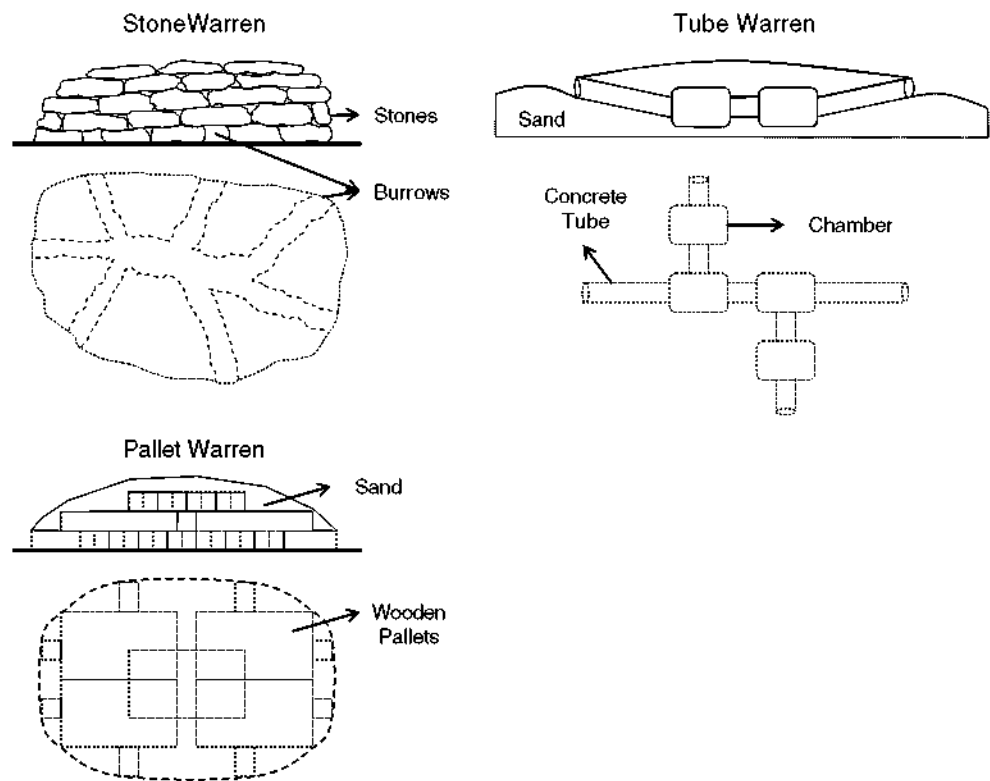 StoneWarren
Stones
Burrows
Tube Warren
Sand
Concrete
Tube
Chamber
Pallet Warren
Sand
Wooden
Pallets